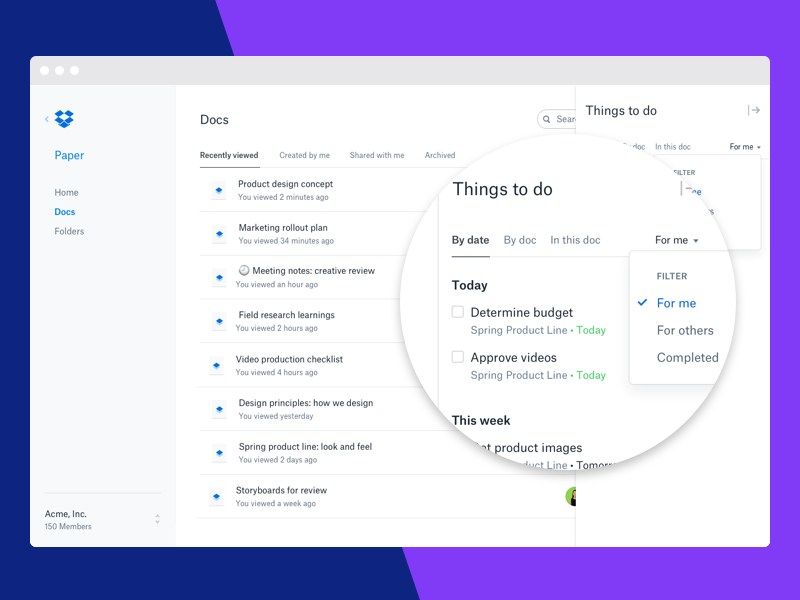 Paper
Home
Docs
Folders
Acme, Inc.
150 Members
Docs
Recently viewed
Created by me
Shared with me
Archived
Product design concept
You viewed 2 minutes ago
Marketing rollout plan
You viewed 34 minutes ago
Meeting notes: creative review
You viewed an hour ago
Field research learnings
You viewed 2 hours ago
Video production checklist
You viewed 4 hours ago
Design principles: how we design
You viewed yesterday
Spring product line: look and feel
You viewed 2 days ago
Storyboards for review
You viewed a week ago
Things to do
doc
In this doc
For me
Things to do
By date
By doc
In this doc
For me
FILTER
For me
For others
Completed
Today
Determine budget
Spring Product Line • Today
Approve videos
Spring Product Line • Today
This week
product images
Line •